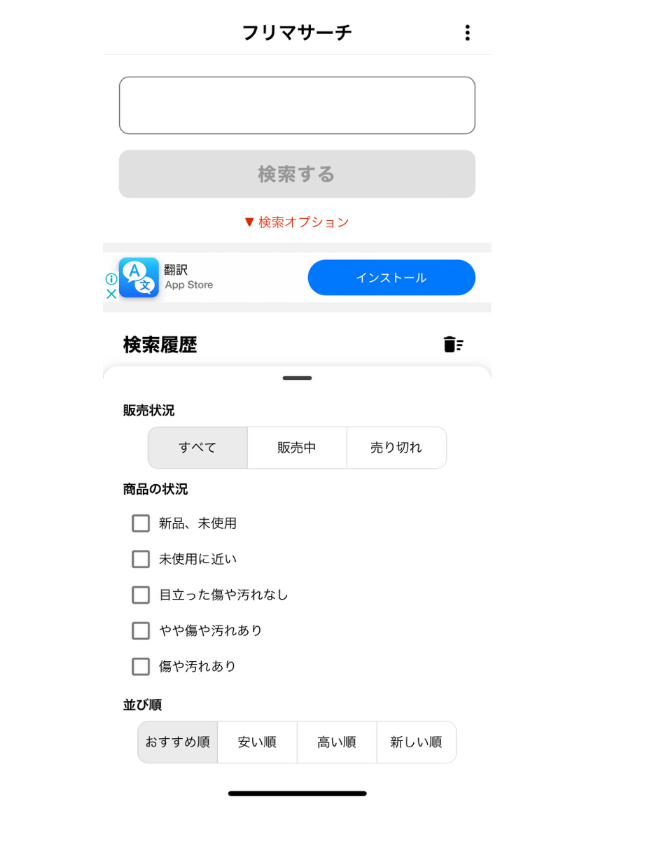 フリマサーチ
検索する
▼検索オプション
翻訳
App Store
インストール
検索履歴
販売状況
すべて 販売中 売り切れ
商品の状況
新品、未使用
未使用に近い
目立った傷や汚れなし
やや傷や汚れあり
傷や汚れあり
並び順
おすすめ順 安い順 高い順 新しい順